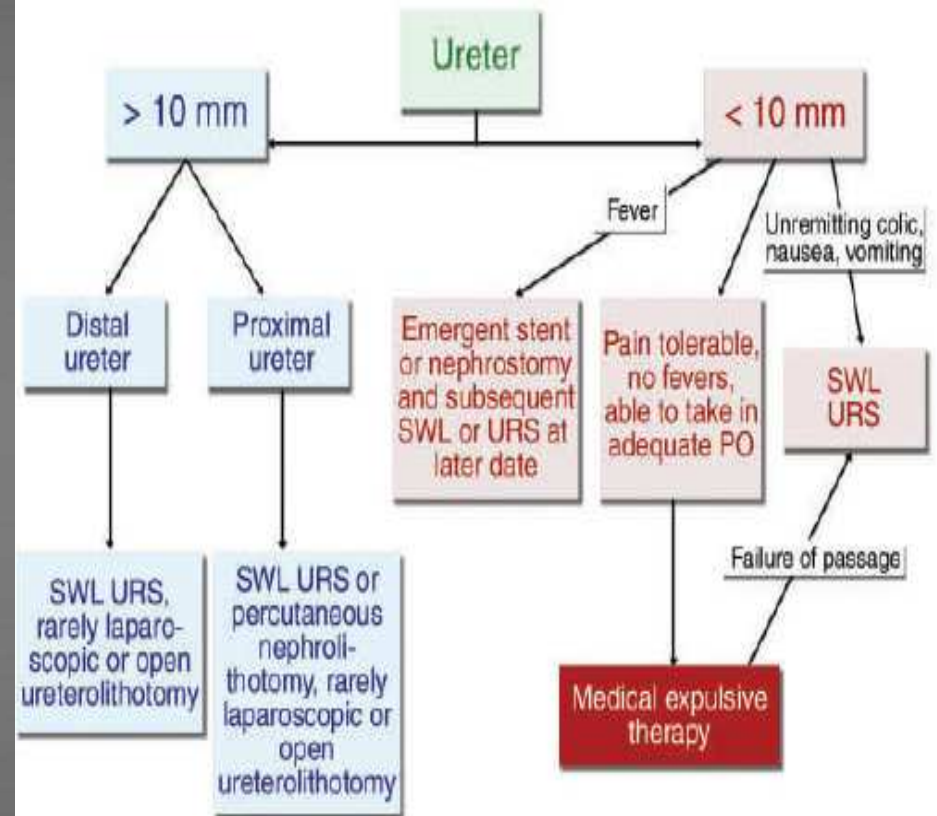 Ureter
> 10 mm
< 10 mm
Fever
Unremitting colic,
nausea, vomiting
Distal
ureter
Proximal
ureter
Emergent stent
or nephrostomy
and subsequent
SWL or URS at
later date
Pain tolerable,
no fevers,
able to take in
adequate PO
SWL
URS
SWL URS,
rarely laparo-
scopic or open
ureterolithotomy
SWL URS or
percutaneous
nephroli-
thotomy, rarely
laparoscopic or
open
ureterolithotomy
Failure of passage
Medical expulsive
therapy